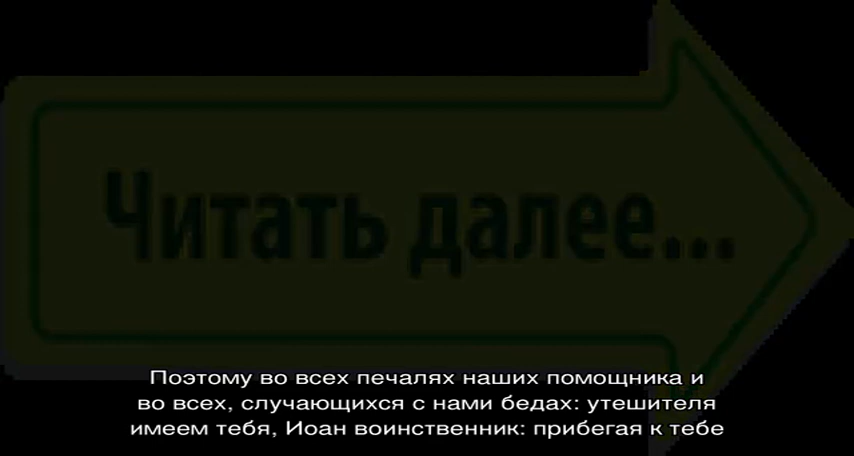 Читать далее...
Поэтому во всех печалях наших помощника и
во всех, случающихся с нами бедах: утешителя
имеем тебя, Иоан воинственник: прибегая к тебе